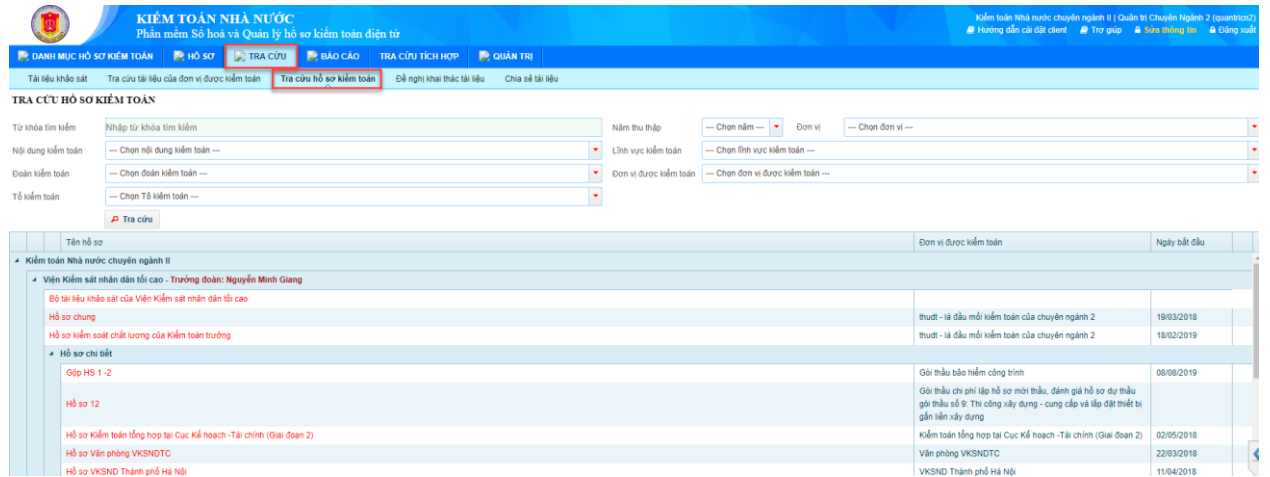 KIỂM TOÁN NHÀ NƯỚC
Phần mềm Số hoá và Quản lý hồ sơ kiểm toán điện tử
Kiểm toán Nhà nước chuyên ngành II | Quản trị Chuyên Ngành 2 (quantricn2)
Hướng dẫn cài đặt client Trợ giúp Sửa thông tin Đăng xuất
DANH MỤC HỒ SƠ KIỂM TOÁN HỒ SƠ TRA CỨU BÁO CÁO TRA CỨU TÍCH HỢP QUẢN TRỊ
Tài liệu khảo sát Tra cứu tài liệu của đơn vị được kiểm toán Tra cứu hồ sơ kiểm toán Đề nghị khai thác tài liệu Chia sẻ tài liệu
TRA CỨU HỒ SƠ KIỂM TOÁN
Từ khóa tìm kiếm Nhập từ khóa tìm kiếm Năm thu thập --- Chọn năm --- Đơn vị --- Chọn đơn vị ---
Nội dung kiểm toán --- Chọn nội dung kiểm toán --- Lĩnh vực kiểm toán --- Chọn lĩnh vực kiểm toán ---
Đoàn kiểm toán --- Chọn đoàn kiểm toán --- Đơn vị được kiểm toán --- Chọn đơn vị được kiểm toán ---
Tổ kiểm toán --- Chọn Tổ kiểm toán ---
Tra cứu
Tên hồ sơ Đơn vị được kiểm toán Ngày bắt đầu
Kiểm toán Nhà nước chuyên ngành II
Viện Kiểm sát nhân dân tối cao - Trưởng đoàn: Nguyễn Minh Giang
Bộ tài liệu khảo sát của Viện Kiểm sát nhân dân tối cao
Hồ sơ chung thudt - là đầu mối kiểm toán của chuyên ngành 2 19/03/2018
Hồ sơ kiểm soát chất lượng của Kiểm toán trưởng thudt - là đầu mối kiểm toán của chuyên ngành 2 18/02/2019
Hồ sơ chi tiết
Góp HS 1 -2 Gói thầu bảo hiểm công trình 08/08/2019
Hồ sơ 12 Gói thầu chi phí lập hồ sơ mời thầu, đánh giá hồ sơ dự thầu
gói thầu số 9: Thi công xây dựng - cung cấp và lắp đặt thiết bị
gắn liền xây dựng
Hồ sơ Kiểm toán tổng hợp tại Cục Kế hoạch -Tài chính (Giai đoạn 2) Kiểm toán tổng hợp tại Cục Kế hoạch -Tài chính (Giai đoạn 2) 02/05/2018
Hồ sơ Văn phòng VKSNDTC Văn phòng VKSNDTC 22/03/2018
Hồ sơ VKSND Thành phố Hà Nội VKSND Thành phố Hà Nội 11/04/2018